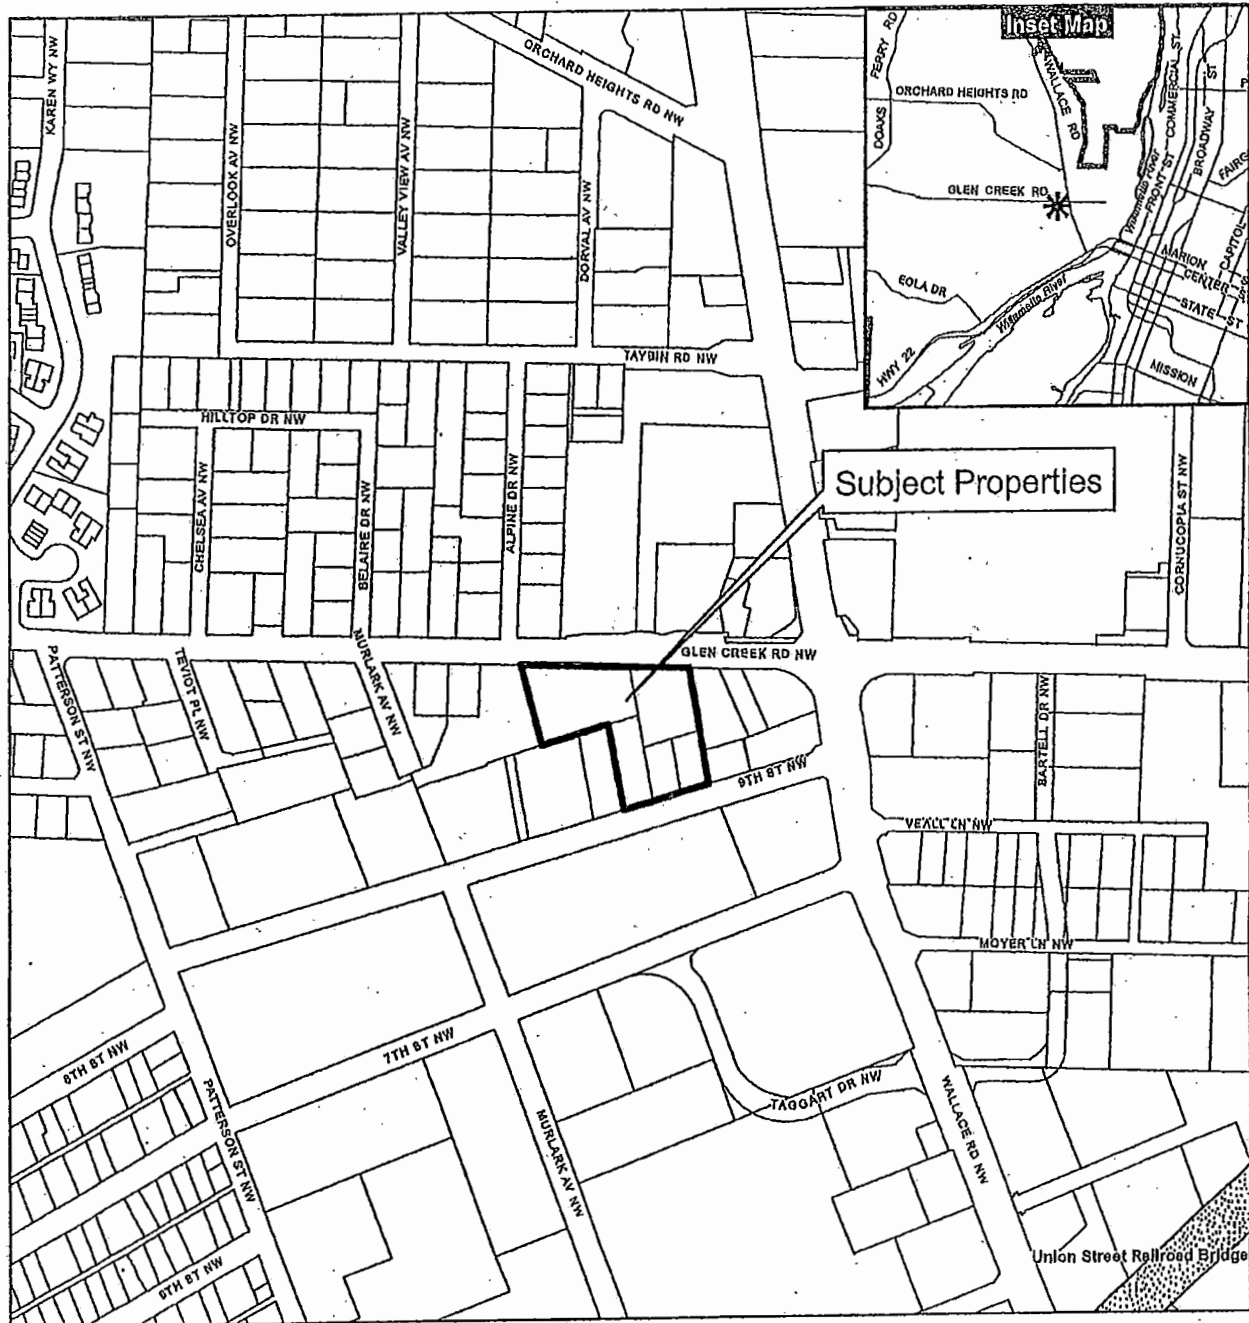 KAREN WY NW
OVERLOOK AV NW
VALLEY VIEW AV NW
ORCHARD HEIGHTS RD NW
DORVAL AV NW
TAYBIN RD NW
HILLTOP DR NW
CHELSEA AV NW
BELAIRE DR NW
ALPINE DR NW
Inset Map
DOAKS
FERRY RD
ORCHARD HEIGHTS RD
WALLACE RD
GLEN CREEK RD
EOLA DR
HWY 22
Willamette River
Willamette River
FRONT ST
COMMERCIAL ST
BROADWAY
ST
FAIRG
CAPITOL
MARION
CENTER S
STATE ST
MISSION
Subject Properties
CORNUCOPIA ST NW
GLEN CREEK RD NW
PATTERSON ST NW
TEVIOT PL NW
MURLARK AV NW
9TH ST NW
BARTELL DR NW
VEALL LN NW
MOYER LN NW
8TH ST NW
7TH ST NW
PATTERSON ST NW
MURLARK AV NW
TAGGART DR NW
WALLACE RD NW
Union Street Railroad Bridge